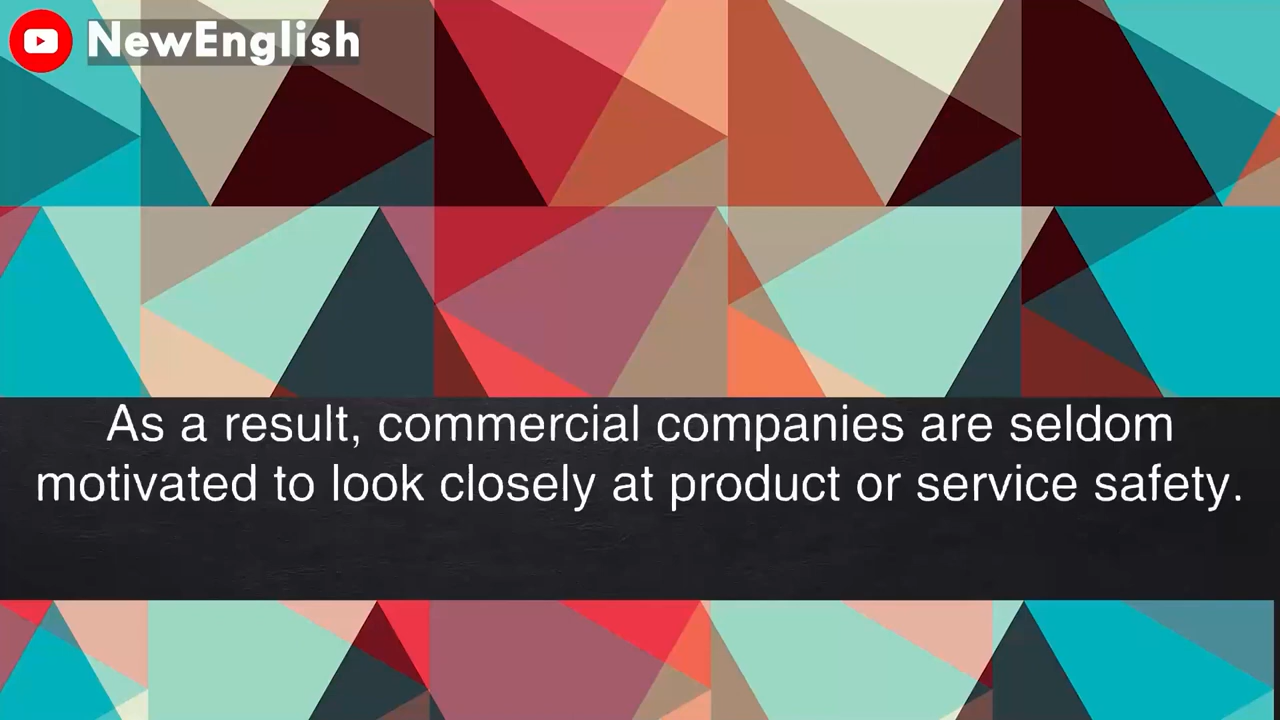 NewEnglish
As a result, commercial companies are seldom
motivated to look closely at product or service safety.